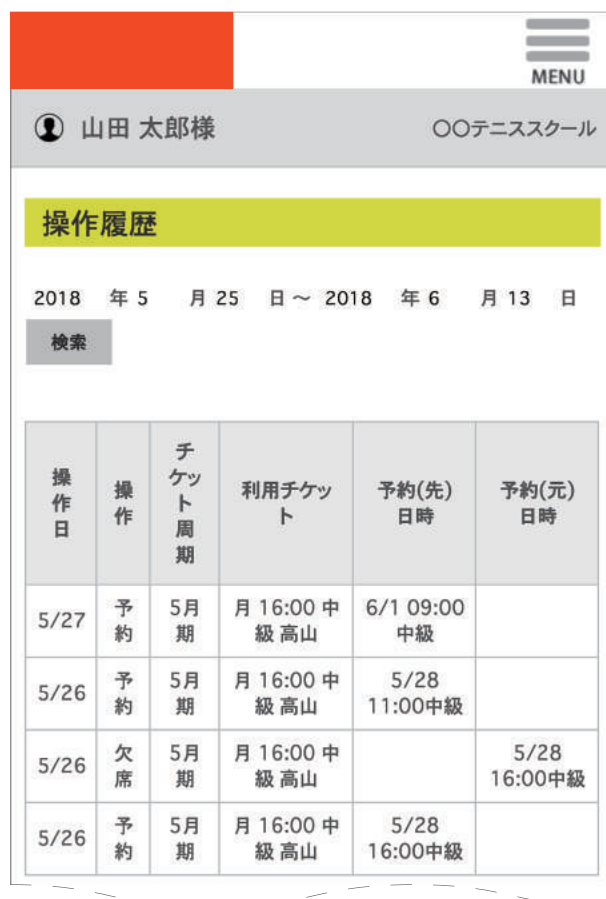 MENU
山田 太郎様 〇〇テニススクール
操作履歴
2018 年 5 月 25 日 ～ 2018 年 6 月 13 日
検索
操作日 操作 チケット周期 利用チケット 予約(先)日時 予約(元)日時
5/27 予約 5月期 月 16:00 中級 高山 6/1 09:00 中級
5/26 予約 5月期 月 16:00 中級 高山 5/28 11:00中級
5/26 欠席 5月期 月 16:00 中級 高山 5/28 16:00中級
5/26 予約 5月期 月 16:00 中級 高山 5/28 16:00中級